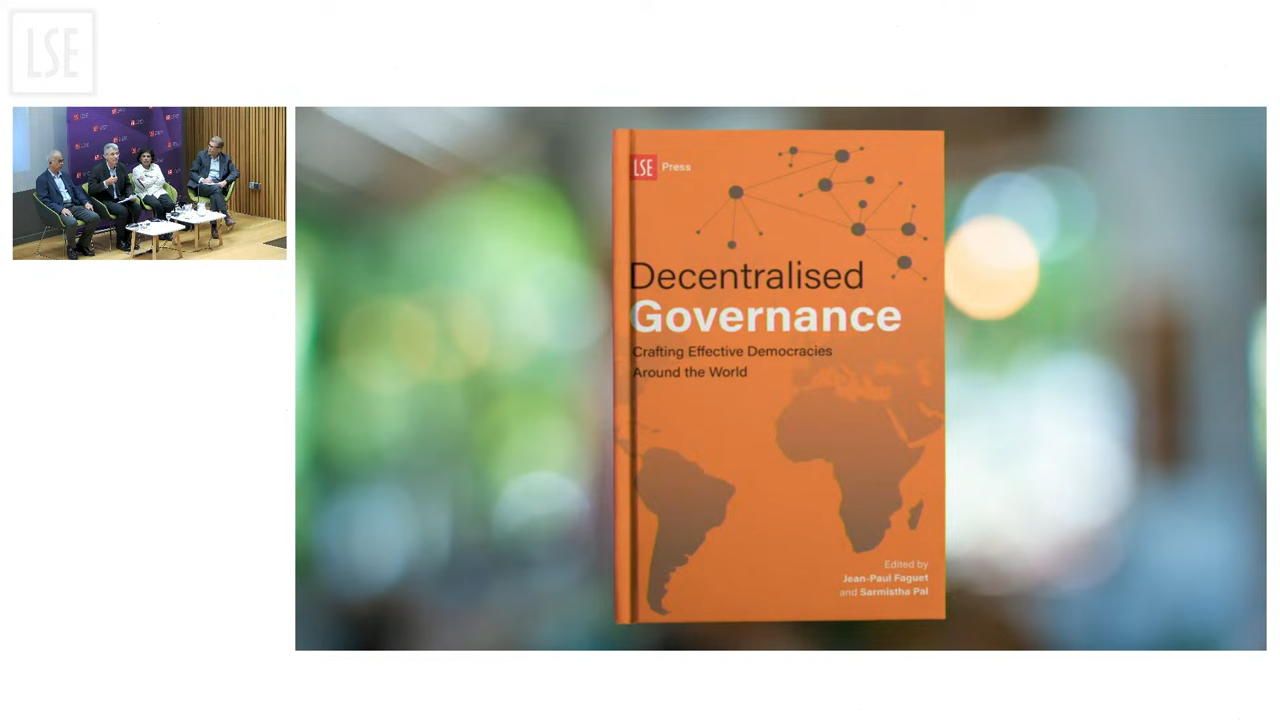 LSE
LSE Press
Decentralised
Governance
Crafting Effective Democracies
Around the World
Edited by
Jean-Paul Faguet
and Sarmistha Pal